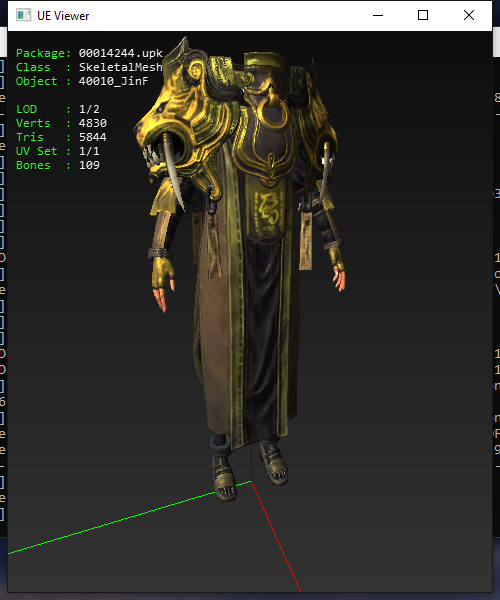 UE Viewer
Package: 00014244.upk
Class : SkeletalMesh
Object : 40010_JinF
LOD : 1/2
Verts : 4830
Tris : 5844
UV Set : 1/1
Bones : 109